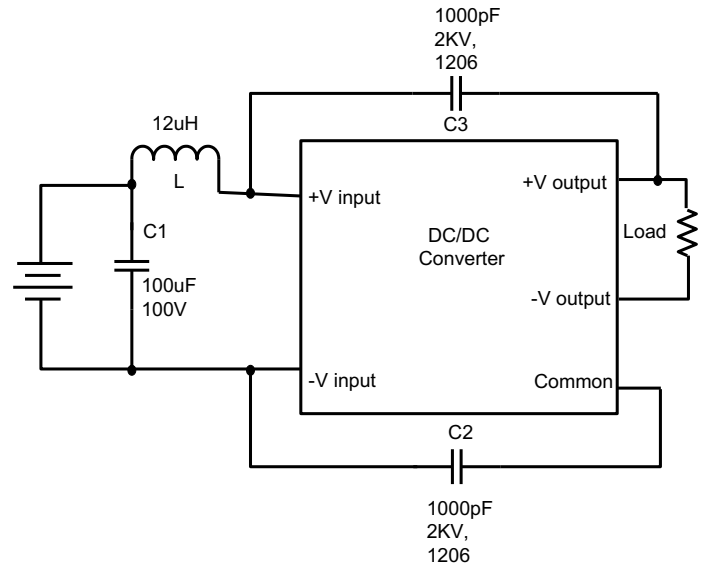 1000pF
2KV,
1206
C3
12uH
L
+V input
+V output
C1
DC/DC
Converter
Load
100uF
100V
-V output
-V input
Common
C2
1000pF
2KV,
1206